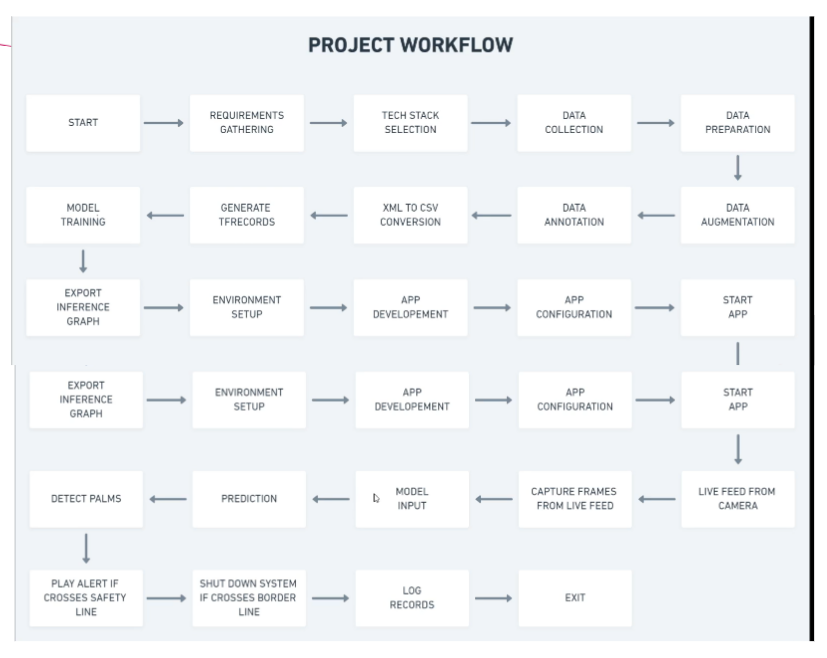 PROJECT WORKFLOW
START
REQUIREMENTS
GATHERING
TECH STACK
SELECTION
DATA
COLLECTION
DATA
PREPARATION
MODEL
TRAINING
GENERATE
TFRECORDS
XML TO CSV
CONVERSION
DATA
ANNOTATION
DATA
AUGMENTATION
EXPORT
INFERENCE
GRAPH
ENVIRONMENT
SETUP
APP
DEVELOPEMENT
APP
CONFIGURATION
START
APP
EXPORT
INFERENCE
GRAPH
ENVIRONMENT
SETUP
APP
DEVELOPEMENT
APP
CONFIGURATION
START
APP
DETECT PALMS
PREDICTION
MODEL
INPUT
CAPTURE FRAMES
FROM LIVE FEED
LIVE FEED FROM
CAMERA
PLAY ALERT IF
CROSSES SAFETY
LINE
SHUT DOWN SYSTEM
IF CROSSES BORDER
LINE
LOG
RECORDS
EXIT